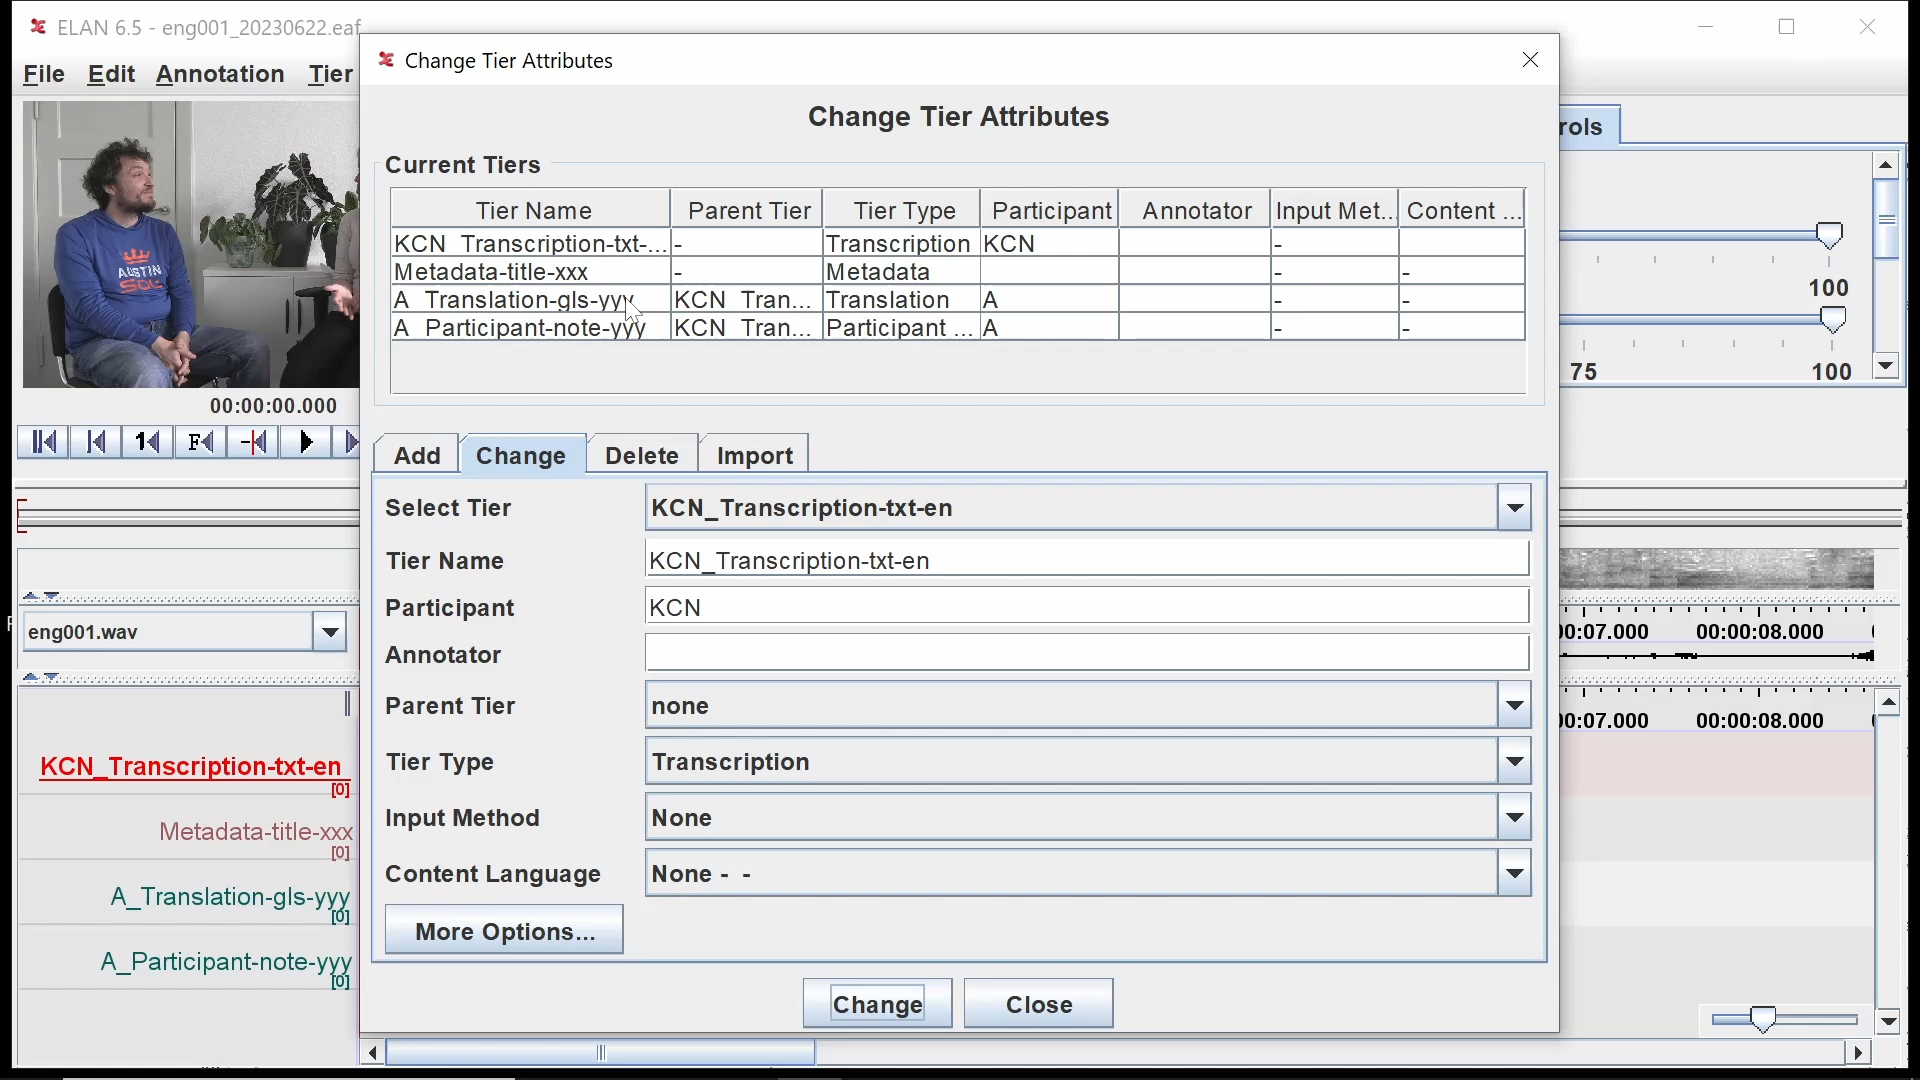 ELAN 6.5 - eng001_20230622.eaf
File Edit Annotation Tier
Change Tier Attributes
Change Tier Attributes
Current Tiers
Tier Name Parent Tier Tier Type Participant Annotator Input Met... Content ...
KCN_Transcription-txt-... - Transcription KCN -
Metadata-title-xxx - Metadata - -
A_Translation-gls-yyy KCN_Tran... Translation A - -
A_Participant-note-yyy KCN_Tran... Participant ... A - -
Add Change Delete Import
Select Tier KCN_Transcription-txt-en
Tier Name KCN_Transcription-txt-en
Participant KCN
Annotator
Parent Tier none
Tier Type Transcription
Input Method None
Content Language None - -
More Options...
Change Close
AUSTIN
00:00:00.000
eng001.wav
KCN_Transcription-txt-en
[0]
Metadata-title-xxx
[0]
A_Translation-gls-yyy
[0]
A_Participant-note-yyy
[0]
rols
100
75 100
00:07.000 00:00:08.000
00:07.000 00:00:08.000